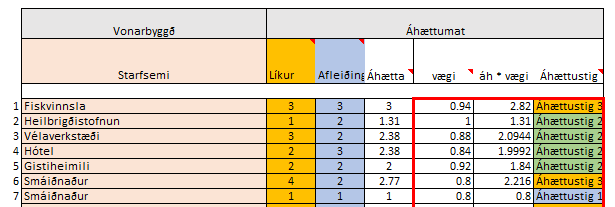 Vonarbyggð Áhættumat
Starfsemi Líkur Afleiðing Áhætta vægi áh * vægi Áhættustig
1 Fiskvinnsla 3 3 3 0.94 2.82 Áhættustig 3
2 Heilbrigðistofnun 1 2 1.31 1 1.31 Áhættustig 2
3 Vélaverkstæði 3 2 2.38 0.88 2.0944 Áhættustig 2
4 Hótel 2 3 2.38 0.84 1.9992 Áhættustig 2
5 Gistiheimili 2 2 2 0.92 1.84 Áhættustig 2
6 Smáiðnaður 4 2 2.77 0.8 2.216 Áhættustig 3
7 Smáiðnaður 1 1 1 0.8 0.8 Áhættustig 1